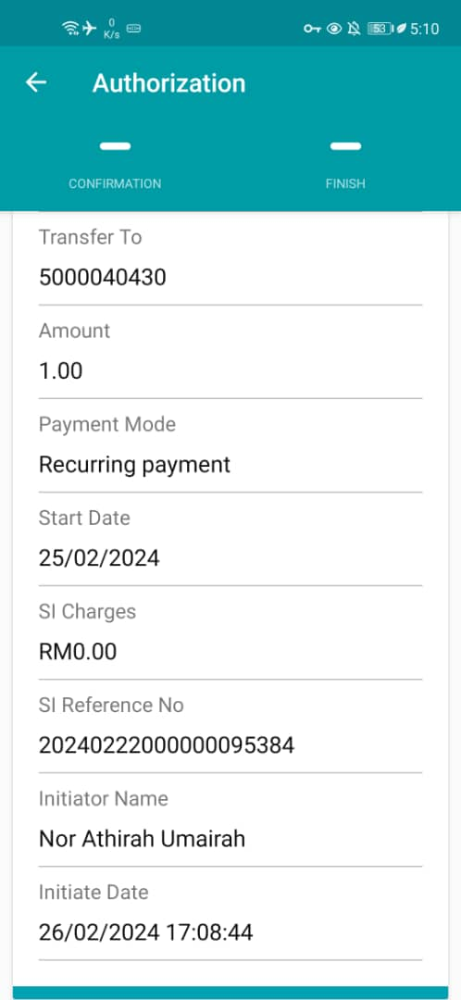 0
K/s
53
5:10
Authorization
CONFIRMATION
FINISH
Transfer To
5000040430
Amount
1.00
Payment Mode
Recurring payment
Start Date
25/02/2024
SI Charges
RM0.00
SI Reference No
20240222000000095384
Initiator Name
Nor Athirah Umairah
Initiate Date
26/02/2024 17:08:44